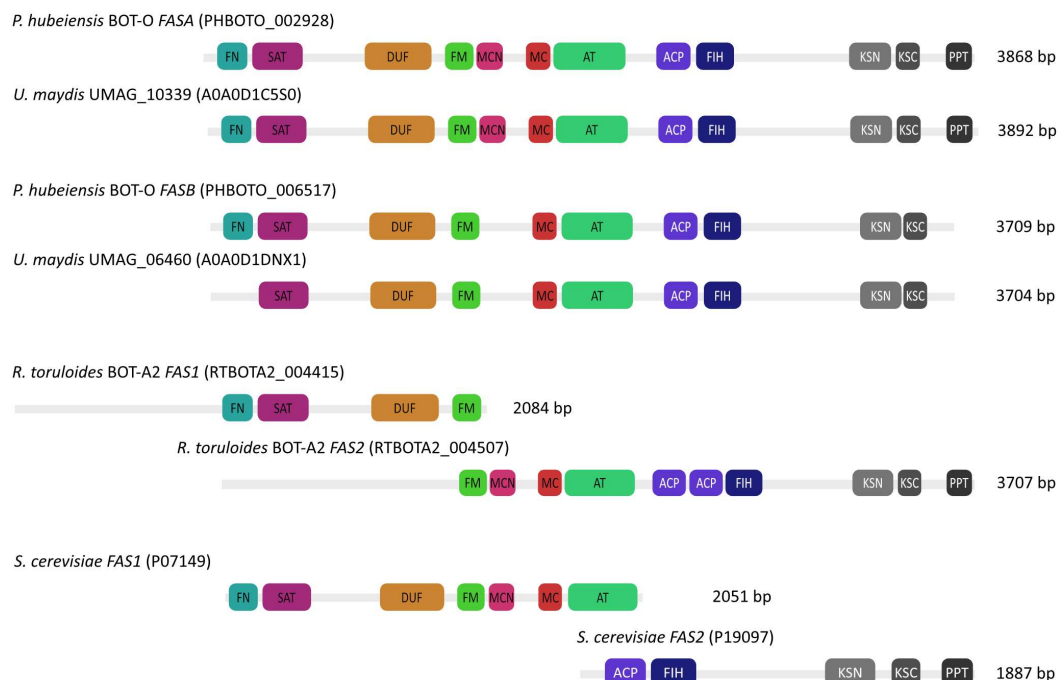 P. hubeiensis BOT-O FASA (PHBOTO_002928)
FN SAT DUF FM MCN MC AT ACP FIH KSN KSC PPT 3868 bp
U. maydis UMAG_10339 (A0A0D1C5S0)
FN SAT DUF FM MCN MC AT ACP FIH KSN KSC PPT 3892 bp
P. hubeiensis BOT-O FASB (PHBOTO_006517)
FN SAT DUF FM MC AT ACP FIH KSN KSC 3709 bp
U. maydis UMAG_06460 (A0A0D1DNX1)
SAT DUF FM MC AT ACP FIH KSN KSC 3704 bp
R. toruloides BOT-A2 FAS1 (RTBOTA2_004415)
FN SAT DUF FM 2084 bp
R. toruloides BOT-A2 FAS2 (RTBOTA2_004507)
FM MCN MC AT ACP ACP FIH KSN KSC PPT 3707 bp
S. cerevisiae FAS1 (P07149)
FN SAT DUF FM MCN MC AT 2051 bp
S. cerevisiae FAS2 (P19097)
ACP FIH KSN KSC PPT 1887 bp